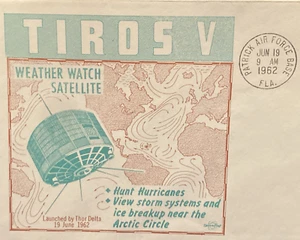 TIROS V
WEATHER WATCH
SATELLITE
PATRICK AIR FORCE BASE
JUN 19
9 AM
1962
FLA.
Hunt Hurricanes
View storm systems and
ice breakup near the
Arctic Circle
Launched by Thor Delta
19 June 1962